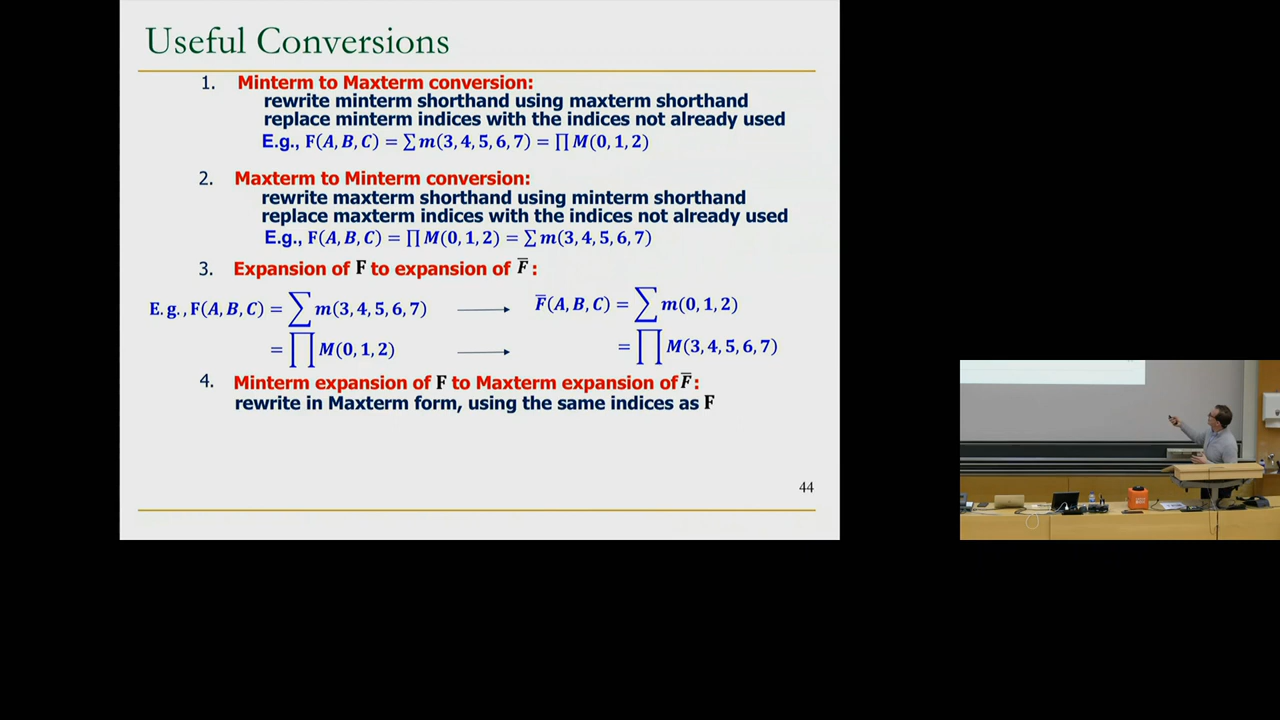 Useful Conversions
1. Minterm to Maxterm conversion:
rewrite minterm shorthand using maxterm shorthand
replace minterm indices with the indices not already used
E.g., F(A, B, C) = ∑ m(3, 4, 5, 6, 7) = ∏ M(0, 1, 2)
2. Maxterm to Minterm conversion:
rewrite maxterm shorthand using minterm shorthand
replace maxterm indices with the indices not already used
E.g., F(A, B, C) = ∏ M(0, 1, 2) = ∑ m(3, 4, 5, 6, 7)
3. Expansion of F to expansion of F̅ :
E. g. , F(A, B, C) = ∑ m(3, 4, 5, 6, 7) → F̅(A, B, C) = ∑ m(0, 1, 2)
= ∏ M(0, 1, 2) → = ∏ M(3, 4, 5, 6, 7)
4. Minterm expansion of F to Maxterm expansion of F̅ :
rewrite in Maxterm form, using the same indices as F
44